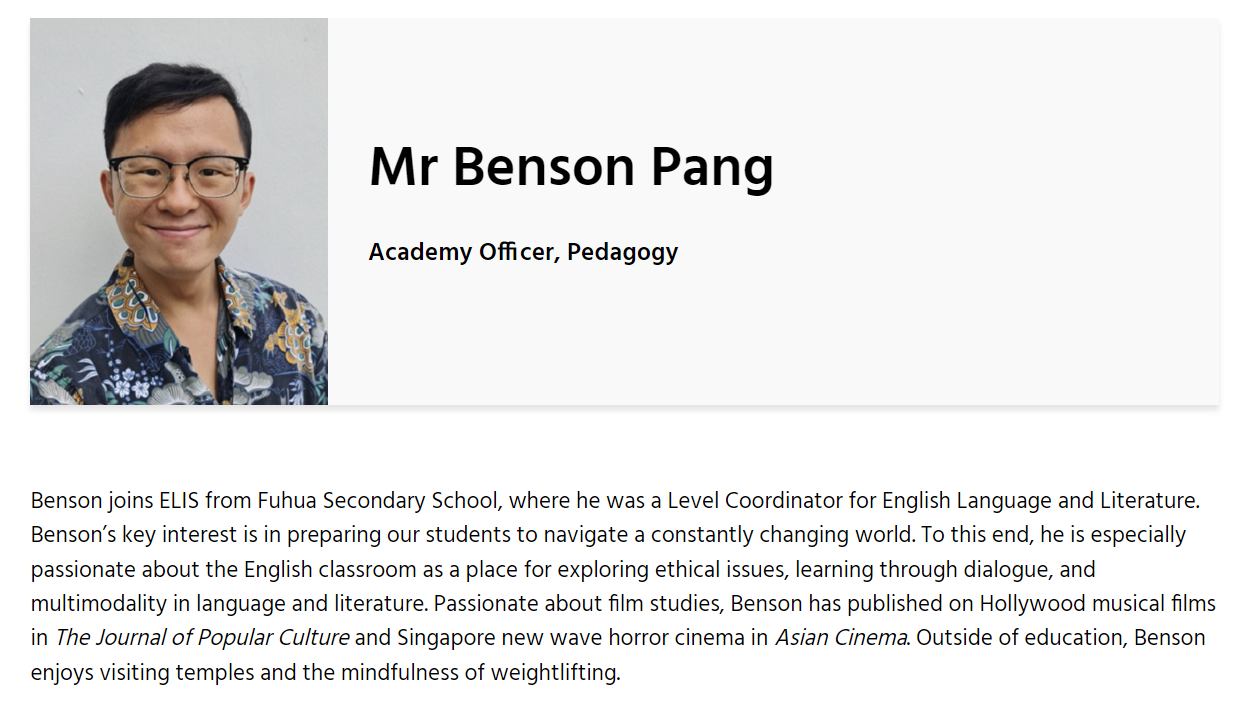 Mr Benson Pang
Academy Officer, Pedagogy
Benson joins ELIS from Fuhua Secondary School, where he was a Level Coordinator for English Language and Literature.
Benson’s key interest is in preparing our students to navigate a constantly changing world. To this end, he is especially
passionate about the English classroom as a place for exploring ethical issues, learning through dialogue, and
multimodality in language and literature. Passionate about film studies, Benson has published on Hollywood musical films
in The Journal of Popular Culture and Singapore new wave horror cinema in Asian Cinema. Outside of education, Benson
enjoys visiting temples and the mindfulness of weightlifting.